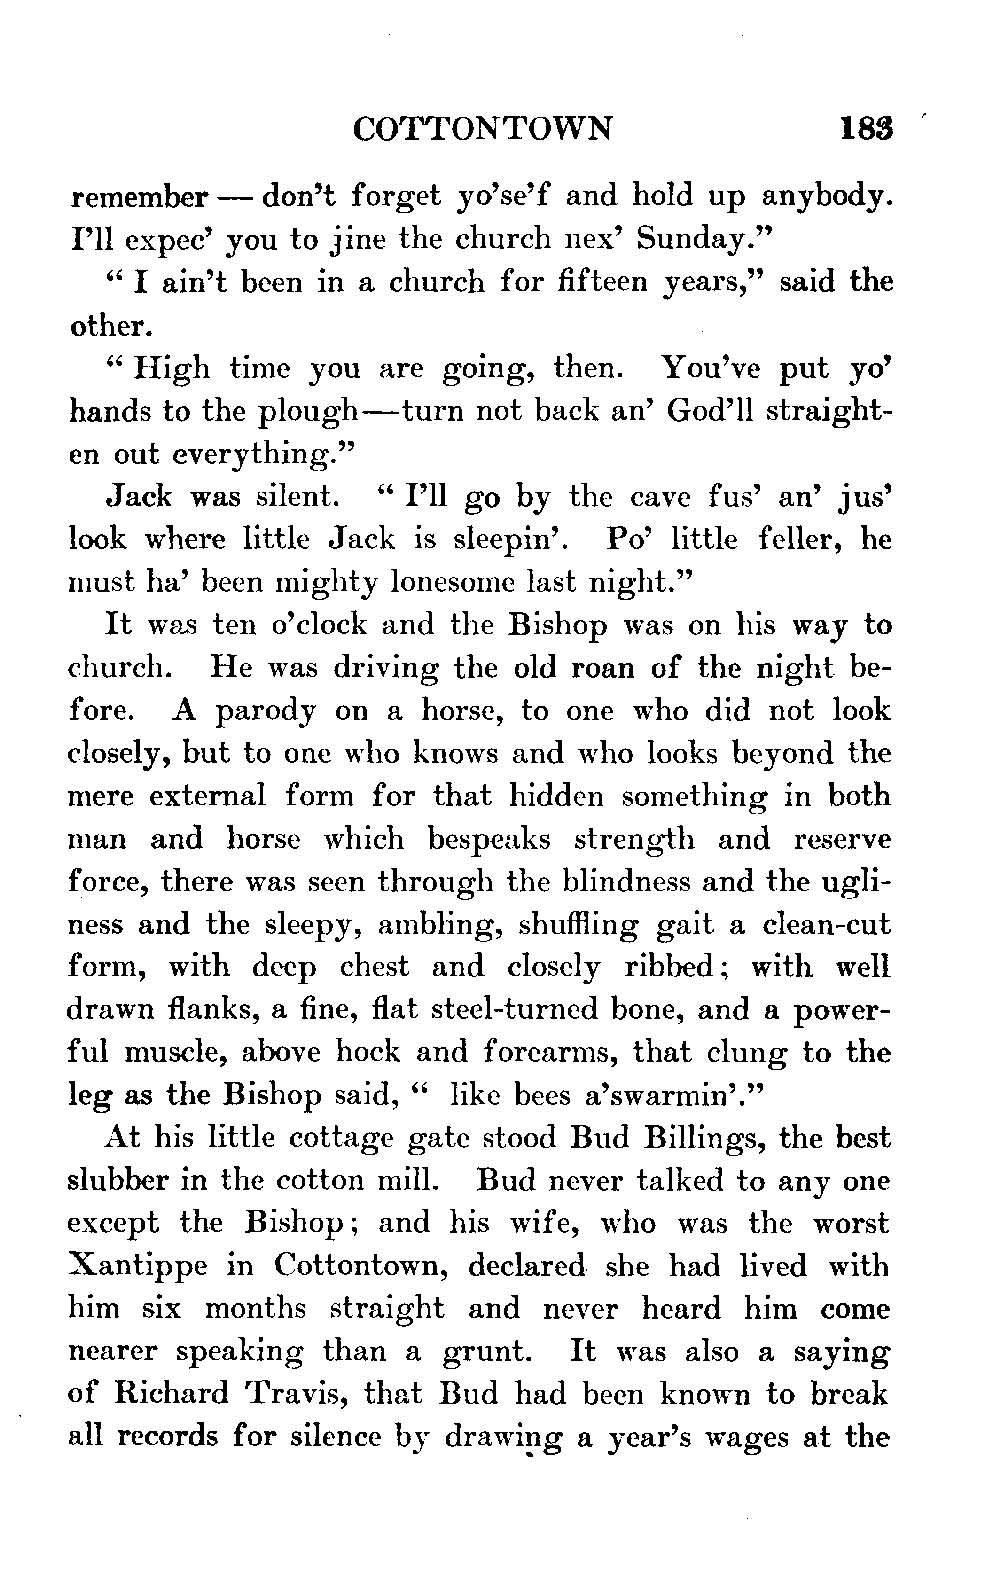 COTTONTOWN 183
remember — don't forget yo'se'f and hold up anybody.
I'll expec' you to jine the church nex' Sunday."
" I ain't been in a church for fifteen years," said the
other.
" High time you are going, then. You've put yo'
hands to the plough—turn not back an' God'll straight-
en out everything."
Jack was silent. " I'll go by the cave fus' an' jus'
look where little Jack is sleepin'. Po' little feller, he
must ha' been mighty lonesome last night."
It was ten o'clock and the Bishop was on his way to
church. He was driving the old roan of the night be-
fore. A parody on a horse, to one who did not look
closely, but to one who knows and who looks beyond the
mere external form for that hidden something in both
man and horse which bespeaks strength and reserve
force, there was seen through the blindness and the ugli-
ness and the sleepy, ambling, shuffling gait a clean-cut
form, with deep chest and closely ribbed; with well
drawn flanks, a fine, flat steel-turned bone, and a power-
ful muscle, above hock and forearms, that clung to the
leg as the Bishop said, " like bees a'swarmin'."
At his little cottage gate stood Bud Billings, the best
slubber in the cotton mill. Bud never talked to any one
except the Bishop; and his wife, who was the worst
Xantippe in Cottontown, declared she had lived with
him six months straight and never heard him come
nearer speaking than a grunt. It was also a saying
of Richard Travis, that Bud had been known to break
all records for silence by drawing a year's wages at the